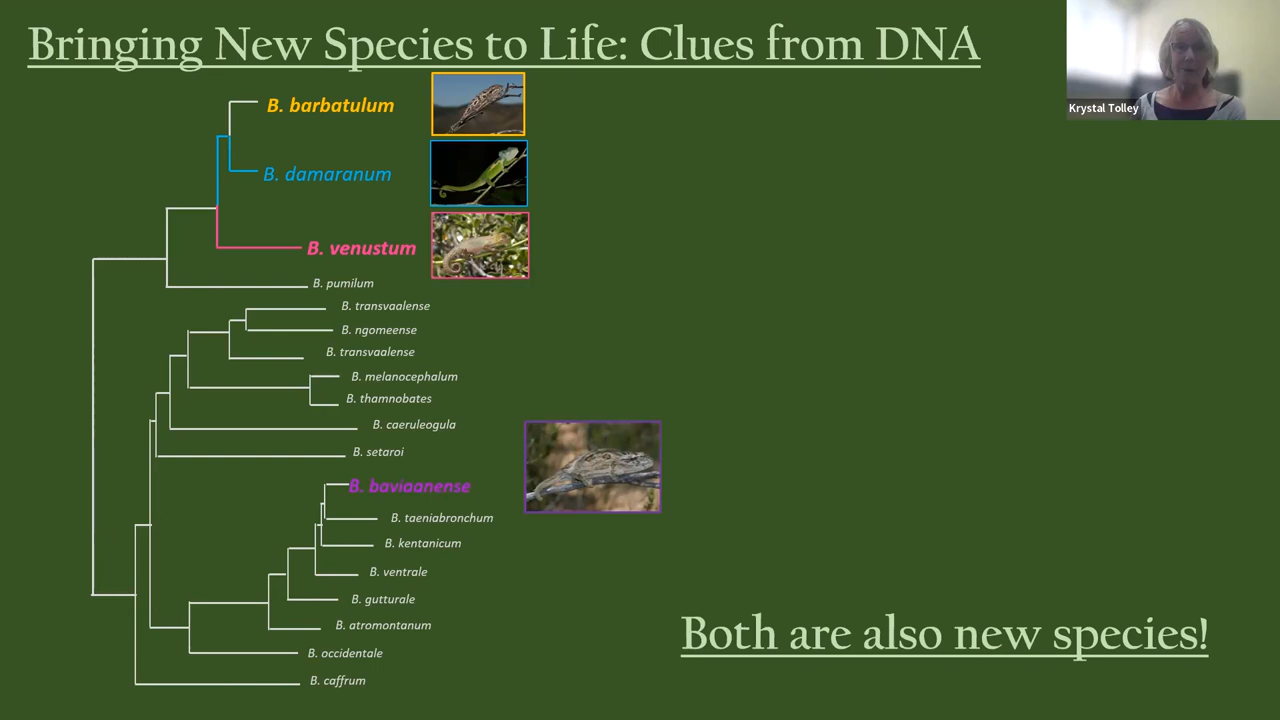 Bringing New Species to Life: Clues from DNA
Krystal Tolley
B. barbatulum
B. damaranum
B. venustum
B. pumilum
B. transvaalense
B. ngomeense
B. transvaalense
B. melanocephalum
B. thamnobates
B. caeruleogula
B. setaroi
B. baviaanense
B. taeniabronchum
B. kentanicum
B. ventrale
B. gutturale
B. atromontanum
B. occidentale
B. caffrum
Both are also new species!